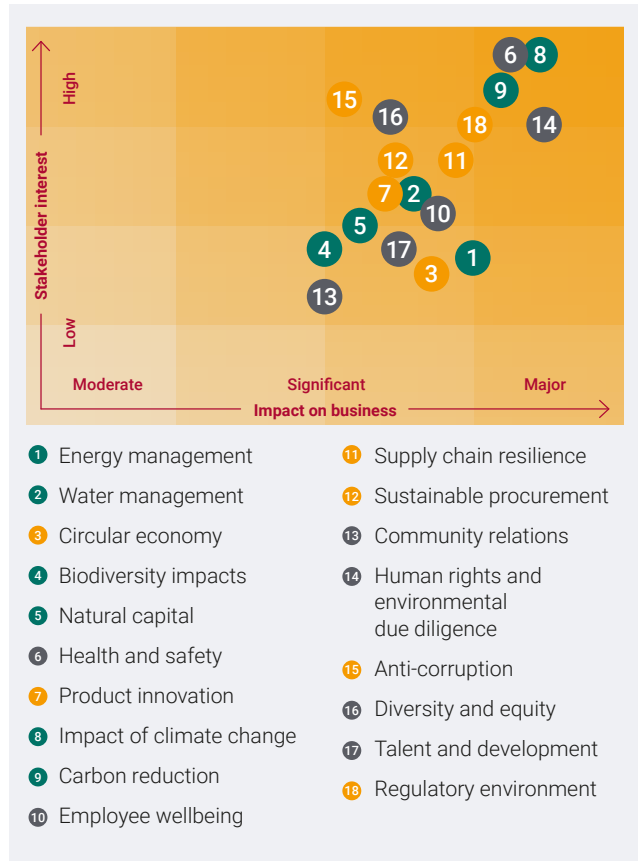 High
Stakeholder interest
Low
6
8
9
15
16
18
14
12
11
7
2
10
5
4
17
1
3
13
Moderate
Significant
Major
Impact on business
1 Energy management
2 Water management
3 Circular economy
4 Biodiversity impacts
5 Natural capital
6 Health and safety
7 Product innovation
8 Impact of climate change
9 Carbon reduction
10 Employee wellbeing
11 Supply chain resilience
12 Sustainable procurement
13 Community relations
14 Human rights and
environmental
due diligence
15 Anti-corruption
16 Diversity and equity
17 Talent and development
18 Regulatory environment